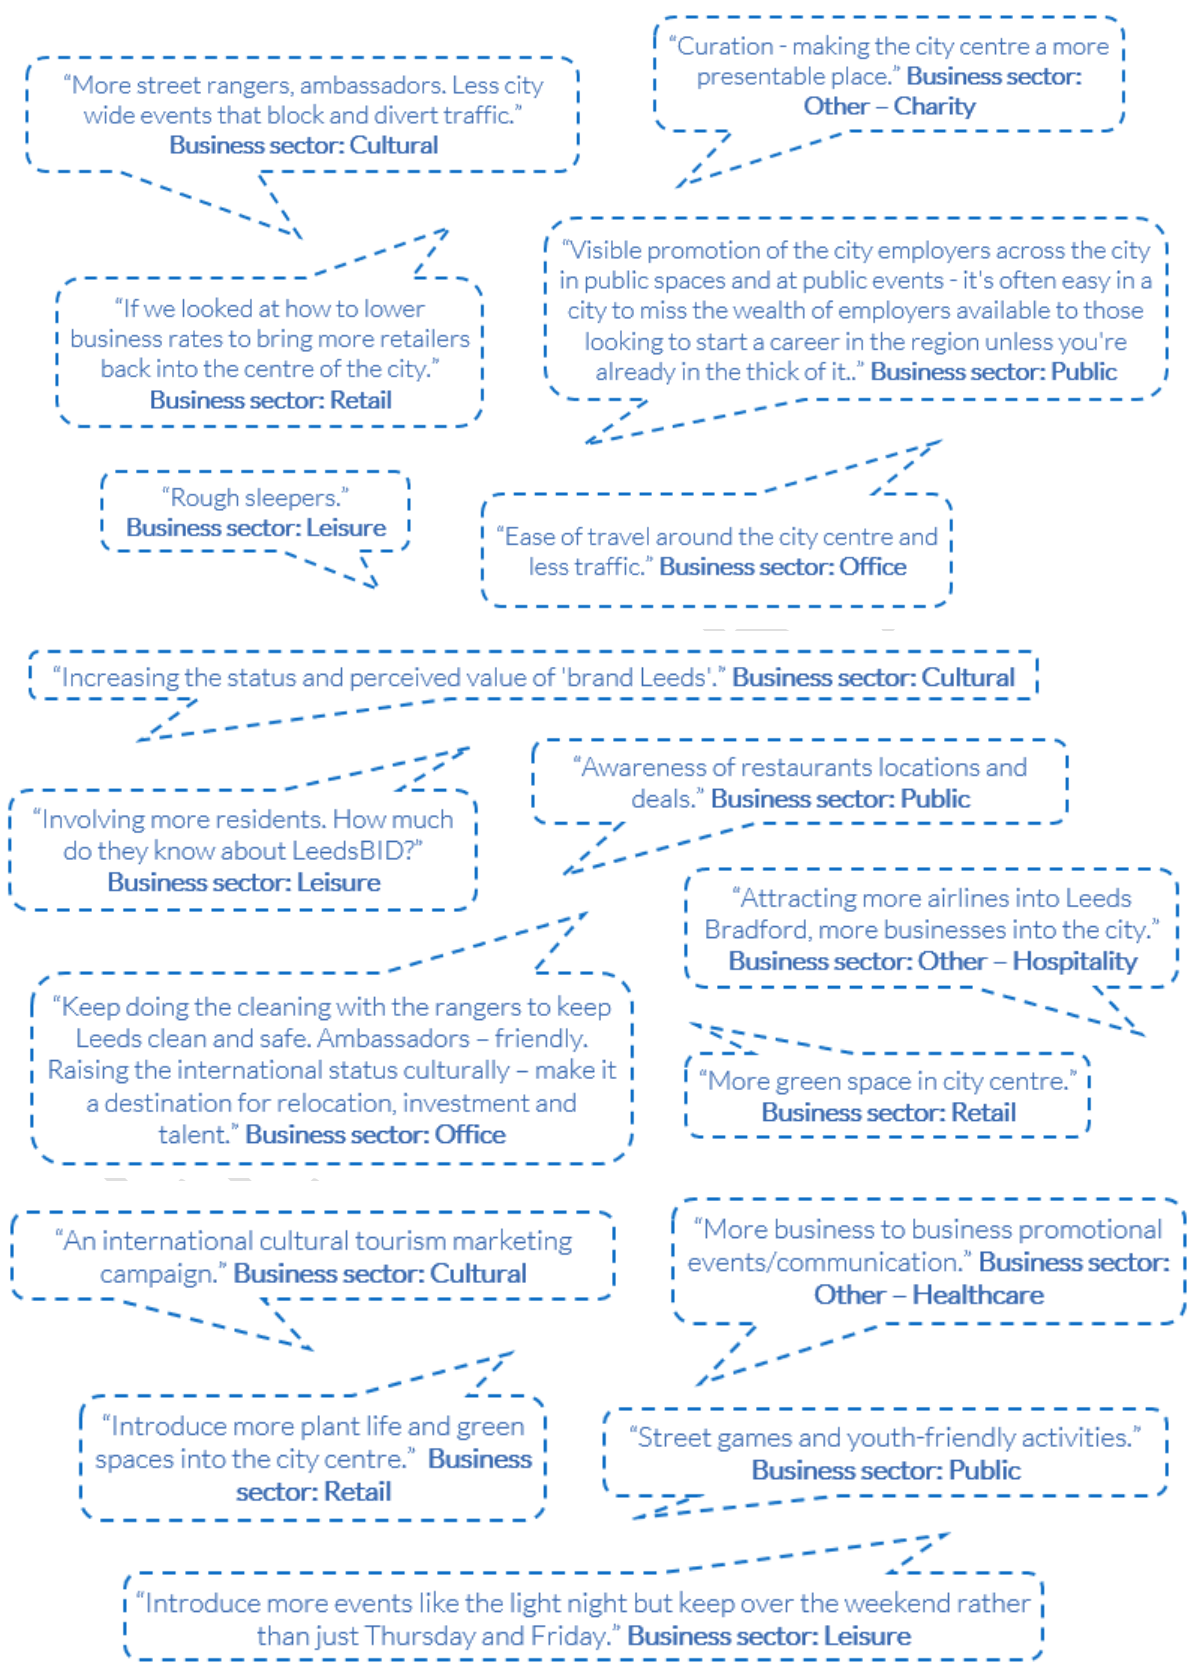 “More street rangers, ambassadors. Less city
wide events that block and divert traffic.”
Business sector: Cultural
“Curation - making the city centre a more
presentable place.” Business sector:
Other – Charity
“If we looked at how to lower
business rates to bring more retailers
back into the centre of the city.”
Business sector: Retail
“Visible promotion of the city employers across the city
in public spaces and at public events - it's often easy in a
city to miss the wealth of employers available to those
looking to start a career in the region unless you're
already in the thick of it..” Business sector: Public
“Rough sleepers.”
Business sector: Leisure
“Ease of travel around the city centre and
less traffic.” Business sector: Office
“Increasing the status and perceived value of 'brand Leeds'.” Business sector: Cultural
“Awareness of restaurants locations and
deals.” Business sector: Public
“Involving more residents. How much
do they know about LeedsBID?”
Business sector: Leisure
“Attracting more airlines into Leeds
Bradford, more businesses into the city.”
Business sector: Other – Hospitality
“Keep doing the cleaning with the rangers to keep
Leeds clean and safe. Ambassadors – friendly.
Raising the international status culturally – make it
a destination for relocation, investment and
talent.” Business sector: Office
“More green space in city centre.”
Business sector: Retail
“An international cultural tourism marketing
campaign.” Business sector: Cultural
“More business to business promotional
events/communication.” Business sector:
Other – Healthcare
“Introduce more plant life and green
spaces into the city centre.” Business
sector: Retail
“Street games and youth-friendly activities.”
Business sector: Public
“Introduce more events like the light night but keep over the weekend rather
than just Thursday and Friday.” Business sector: Leisure